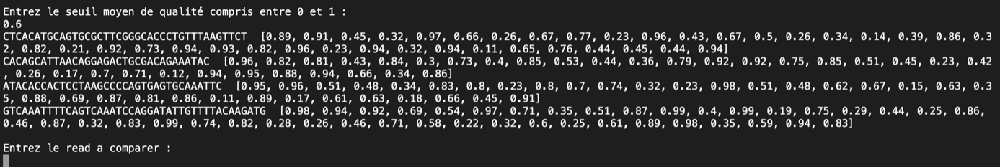 Entrez le seuil moyen de qualité compris entre 0 et 1 :
0.6
CTCACATGCAGTGCGCTTCGGGCACCCTGTTTAAGTTCT  [0.89, 0.91, 0.45, 0.32, 0.97, 0.66, 0.26, 0.67, 0.77, 0.23, 0.96, 0.43, 0.67, 0.5, 0.26, 0.34, 0.14, 0.39, 0.86, 0.3
2, 0.82, 0.21, 0.92, 0.73, 0.94, 0.93, 0.82, 0.96, 0.23, 0.94, 0.32, 0.94, 0.11, 0.65, 0.76, 0.44, 0.45, 0.44, 0.94]
CACAGCATTAACAGGAGACTGCGACAGAAATAC  [0.96, 0.82, 0.81, 0.43, 0.84, 0.3, 0.73, 0.4, 0.85, 0.53, 0.44, 0.36, 0.79, 0.92, 0.92, 0.75, 0.85, 0.51, 0.45, 0.23, 0.42
, 0.26, 0.17, 0.7, 0.71, 0.12, 0.94, 0.95, 0.88, 0.94, 0.66, 0.34, 0.86]
ATACACCACTCCTAAGCCCCAGTGAGTGCAAATTC  [0.95, 0.96, 0.51, 0.48, 0.34, 0.83, 0.8, 0.23, 0.8, 0.7, 0.74, 0.32, 0.23, 0.98, 0.51, 0.48, 0.62, 0.67, 0.15, 0.63, 0.3
5, 0.88, 0.69, 0.87, 0.81, 0.86, 0.11, 0.89, 0.17, 0.61, 0.63, 0.18, 0.66, 0.45, 0.91]
GTCAAATTTTCAGTCAAATCCAGGATATTGTTTTACAAGATG  [0.98, 0.94, 0.92, 0.69, 0.54, 0.97, 0.71, 0.35, 0.51, 0.87, 0.99, 0.4, 0.99, 0.19, 0.75, 0.29, 0.44, 0.25, 0.86,
0.46, 0.87, 0.32, 0.83, 0.99, 0.74, 0.82, 0.28, 0.26, 0.46, 0.71, 0.58, 0.22, 0.32, 0.6, 0.25, 0.61, 0.89, 0.98, 0.35, 0.59, 0.94, 0.83]
Entrez le read a comparer :